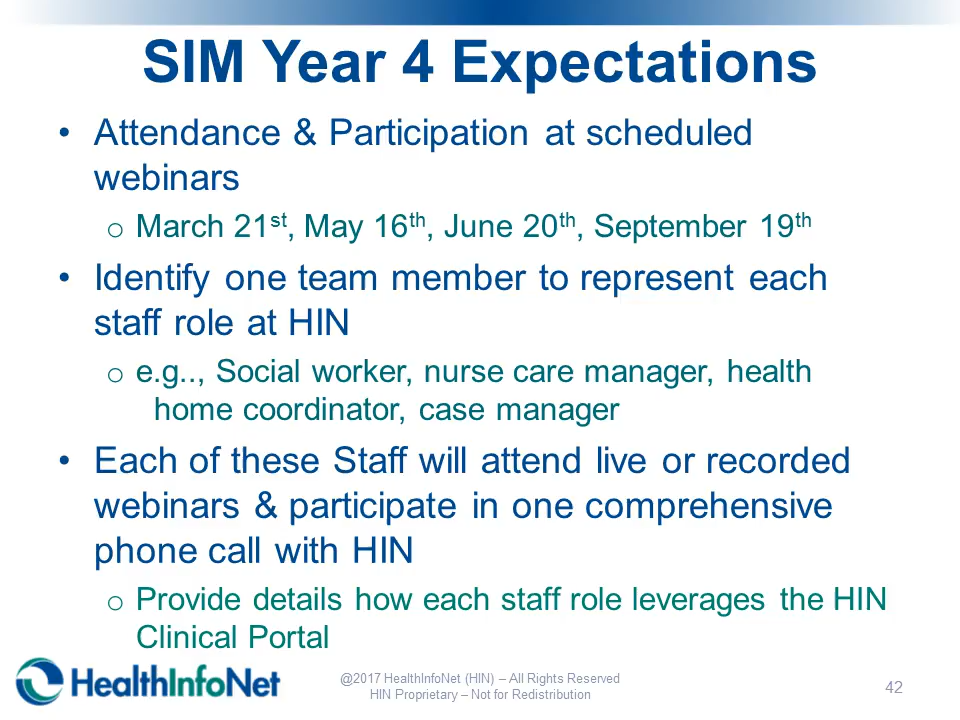 SIM Year 4 Expectations
• Attendance & Participation at scheduled
webinars
o March 21st, May 16th, June 20th, September 19th
• Identify one team member to represent each
staff role at HIN
o e.g.., Social worker, nurse care manager, health
home coordinator, case manager
• Each of these Staff will attend live or recorded
webinars & participate in one comprehensive
phone call with HIN
o Provide details how each staff role leverages the HIN
Clinical Portal
HealthInfoNet
@2017 HealthInfoNet (HIN) – All Rights Reserved
HIN Proprietary – Not for Redistribution
42